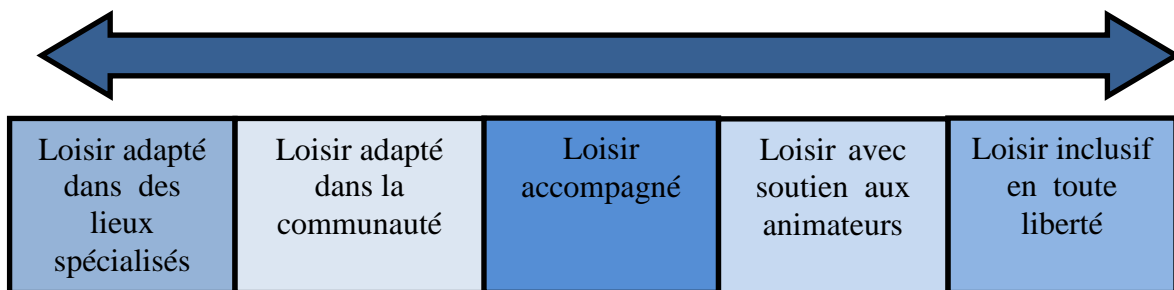 Loisir adapté
dans des
lieux
spécialisés
Loisir adapté
dans la
communauté
Loisir
accompagné
Loisir avec
soutien aux
animateurs
Loisir inclusif
en toute
liberté